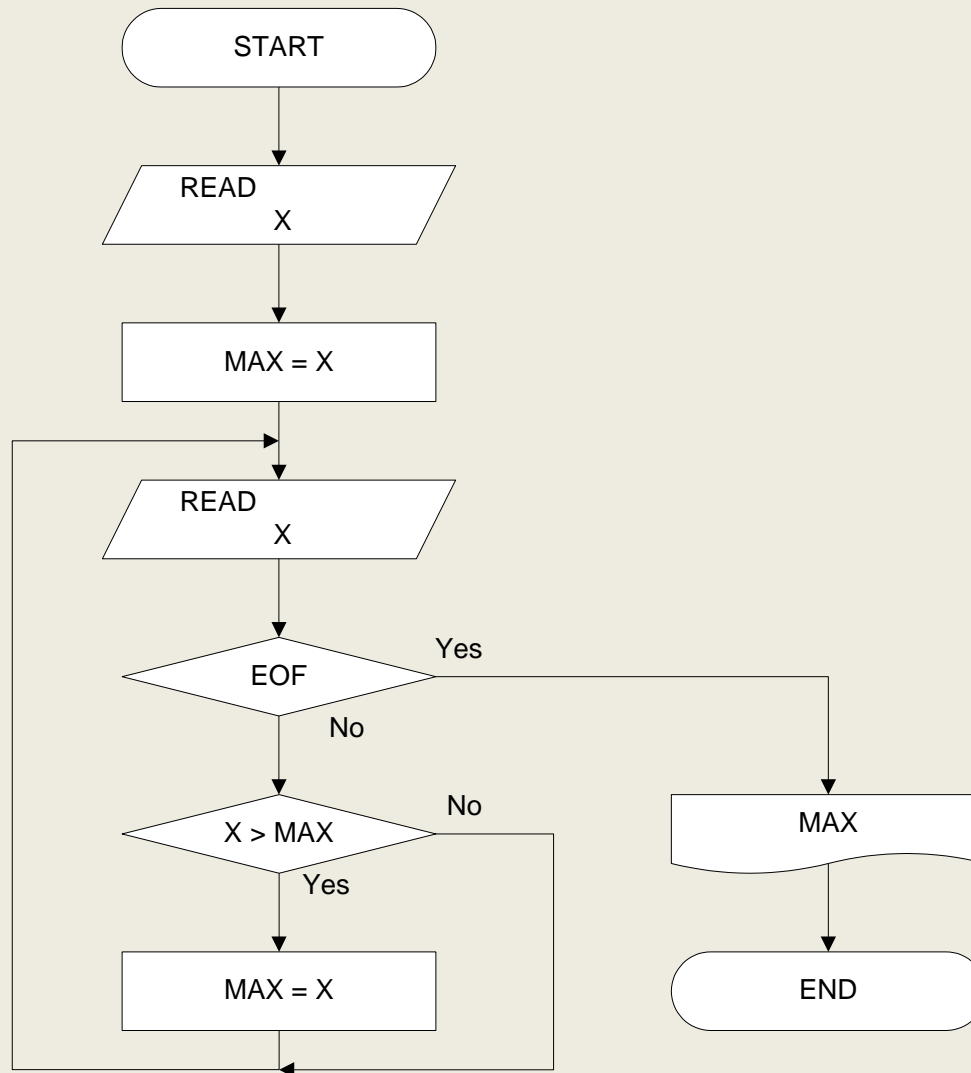 START
READ
X
MAX = X
READ
X
EOF
Yes
No
X > MAX
No
Yes
MAX = X
MAX
END